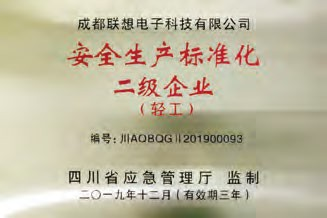 成都联想电子科技有限公司
安全生产标准化
二级企业
（轻工）
编号：川AQBQGⅡ201900093
四川省应急管理厅 监制
二〇一九年十二月（有效期三年）